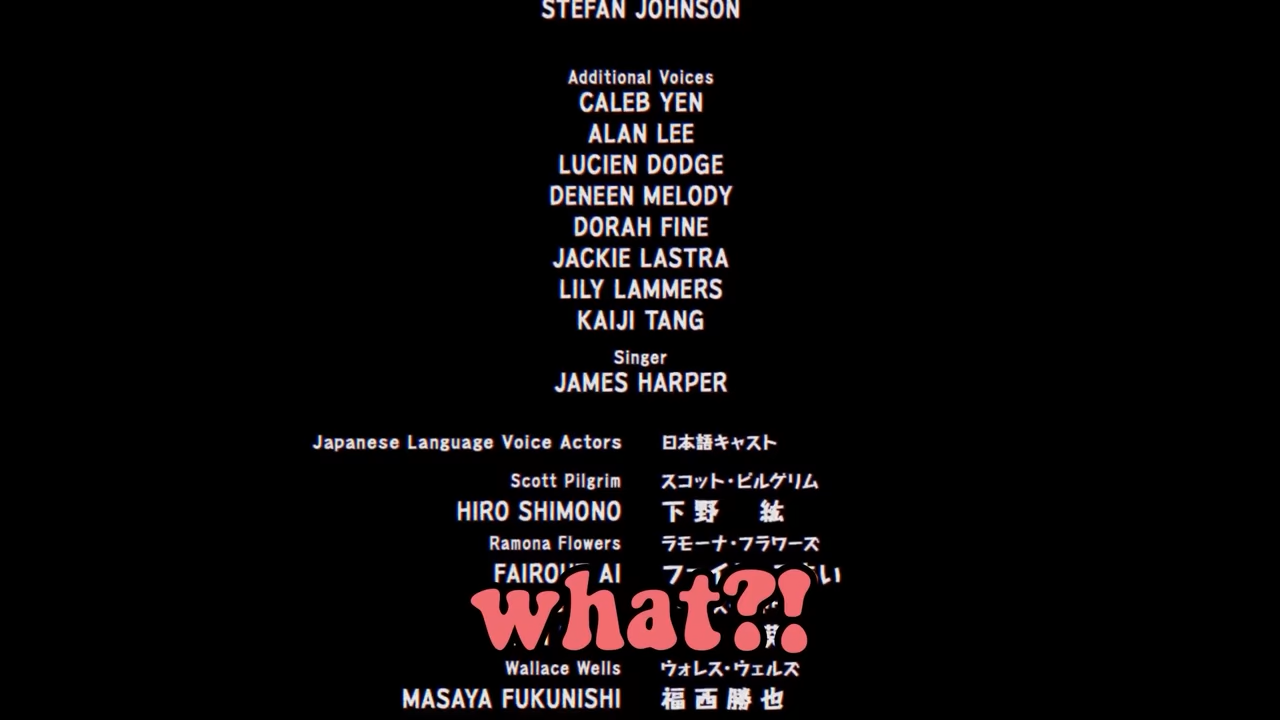 STEFAN JOHNSON
Additional Voices
CALEB YEN
ALAN LEE
LUCIEN DODGE
DENEEN MELODY
DORAH FINE
JACKIE LASTRA
LILY LAMMERS
KAIJI TANG
Singer
JAMES HARPER
Japanese Language Voice Actors 日本語キャスト
Scott Pilgrim スコット・ピルグリム
HIRO SHIMONO 下野 紘
Ramona Flowers ラモーナ・フラワーズ
AI
what?!
Wallace Wells ウォレス・ウェルズ
MASAYA FUKUNISHI 福西勝也